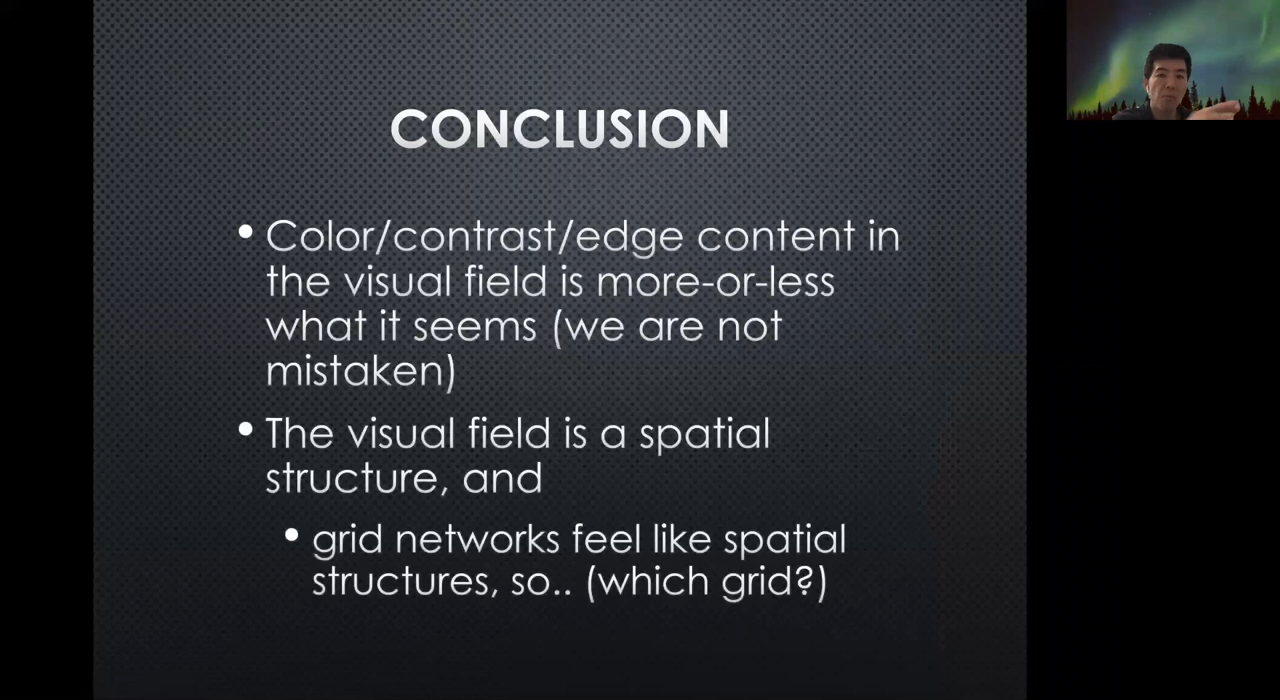 CONCLUSION
• Color/contrast/edge content in
the visual field is more-or-less
what it seems (we are not
mistaken)
• The visual field is a spatial
structure, and
• grid networks feel like spatial
structures, so.. (which grid?)